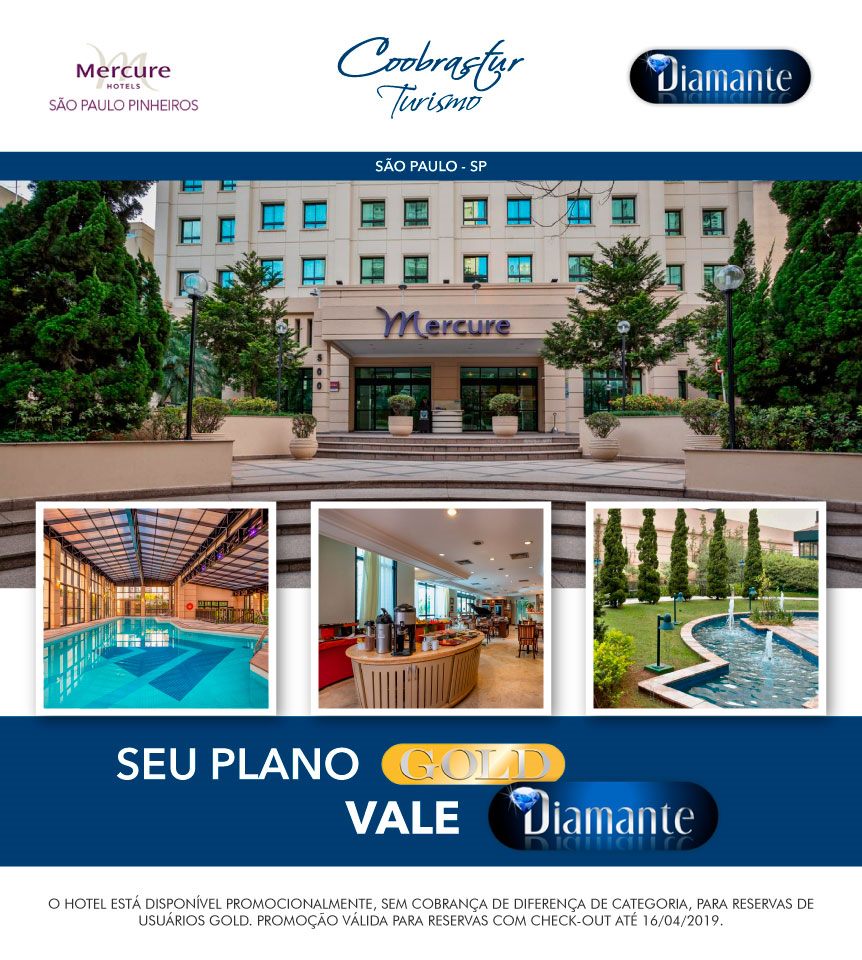 Mercure
HOTELS
SÃO PAULO PINHEIROS
Coobrastur
Turismo
Diamante
SÃO PAULO - SP
Mercure
500
SEU PLANO GOLD
VALE Diamante
O HOTEL ESTÁ DISPONÍVEL PROMOCIONALMENTE, SEM COBRANÇA DE DIFERENÇA DE CATEGORIA, PARA RESERVAS DE
USUÁRIOS GOLD. PROMOÇÃO VÁLIDA PARA RESERVAS COM CHECK-OUT ATÉ 16/04/2019.